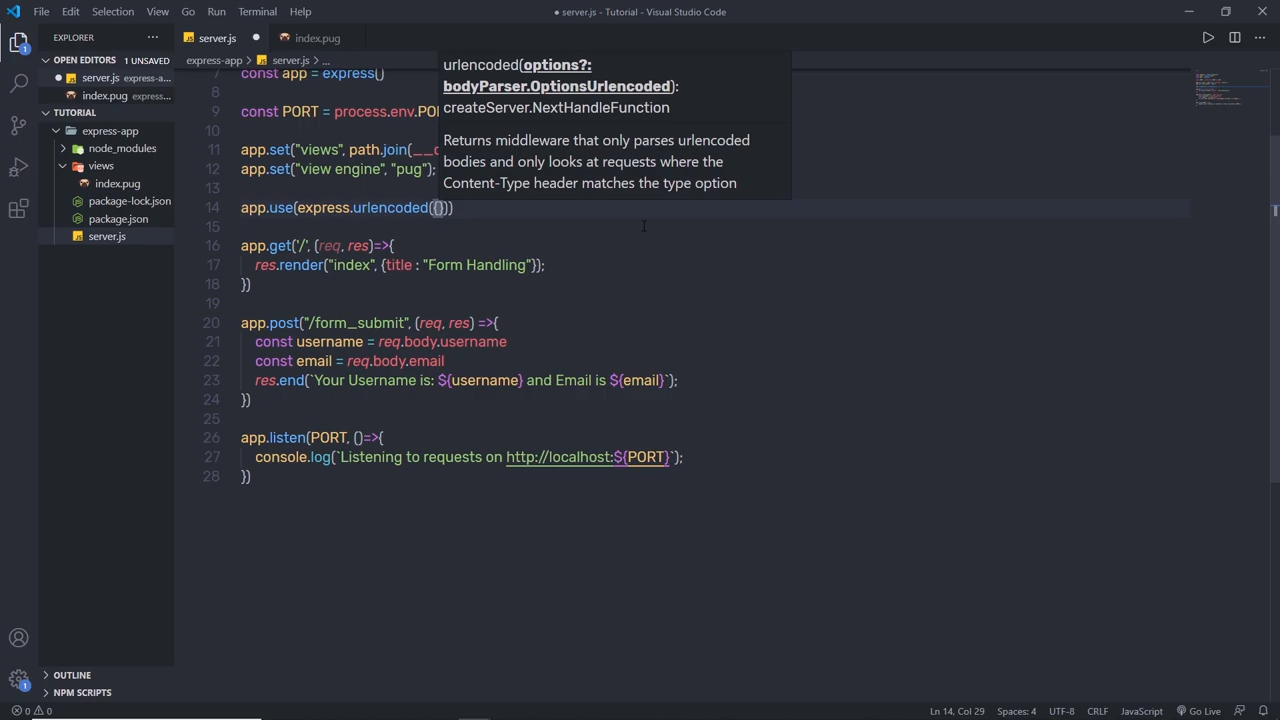 File Edit Selection View Go Run Terminal Help
● server.js - Tutorial - Visual Studio Code
EXPLORER
server.js
index.pug
OPEN EDITORS 1 UNSAVED
server.js express-a...
index.pug express...
TUTORIAL
express-app
node_modules
views
index.pug
package-lock.json
package.json
server.js
OUTLINE
NPM SCRIPTS
express-app > server.js > ...
7 const app = express()
8
9 const PORT = process.env.POR
10
11 app.set("views", path.join(__d
12 app.set("view engine", "pug");
13
14 app.use(express.urlencoded({}))
15
16 app.get('/', (req, res)=>{
17 res.render("index", {title : "Form Handling"});
18 })
19
20 app.post("/form_submit", (req, res) =>{
21 const username = req.body.username
22 const email = req.body.email
23 res.end(`Your Username is: ${username} and Email is ${email}`);
24 })
25
26 app.listen(PORT, ()=>{
27 console.log(`Listening to requests on http://localhost:${PORT}`);
28 })
urlencoded(options?:
bodyParser.OptionsUrlencoded):
createServer.NextHandleFunction
Returns middleware that only parses urlencoded
bodies and only looks at requests where the
Content-Type header matches the type option
1
1
0 0
Ln 14, Col 29 Spaces: 4 UTF-8 CRLF JavaScript Go Live